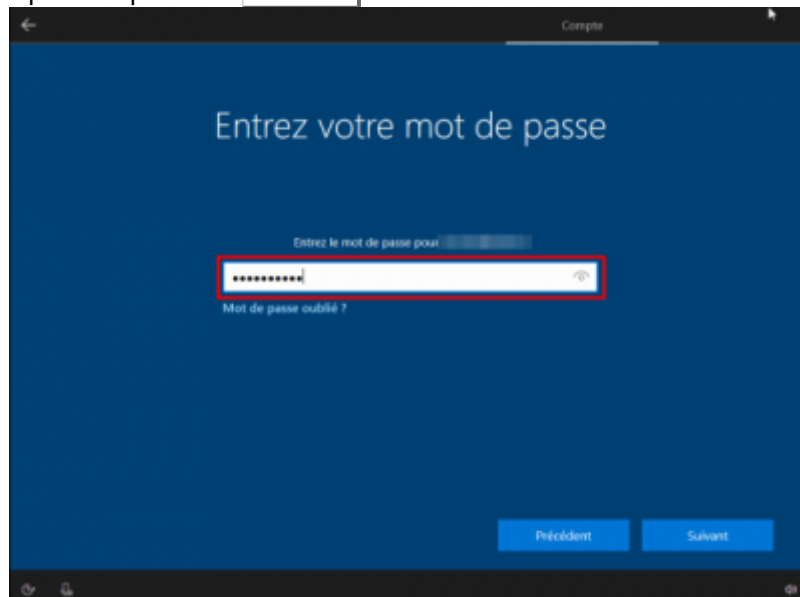 Compte
Entrez votre mot de passe
Entrez le mot de passe pour
Mot de passe oublié ?
Précédent
Suivant